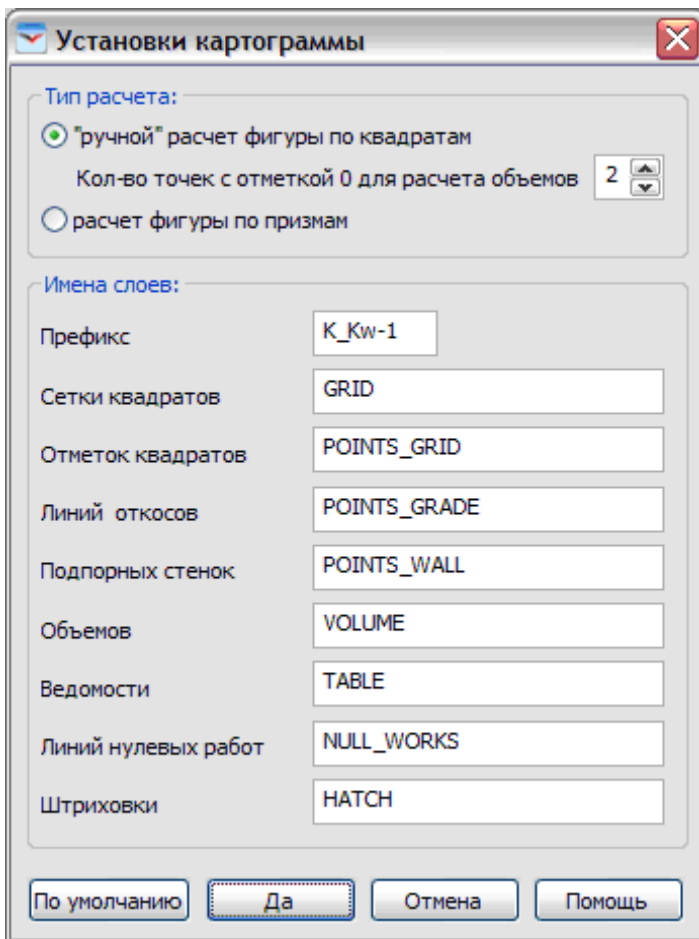 Установки картограммы
Тип расчета:
"ручной" расчет фигуры по квадратам
Кол-во точек с отметкой 0 для расчета объемов 2
расчет фигуры по призмам
Имена слоев:
Префикс K_Kw-1
Сетки квадратов GRID
Отметок квадратов POINTS_GRID
Линий откосов POINTS_GRADE
Подпорных стенок POINTS_WALL
Объемов VOLUME
Ведомости TABLE
Линий нулевых работ NULL_WORKS
Штриховки HATCH
По умолчанию Да Отмена Помощь